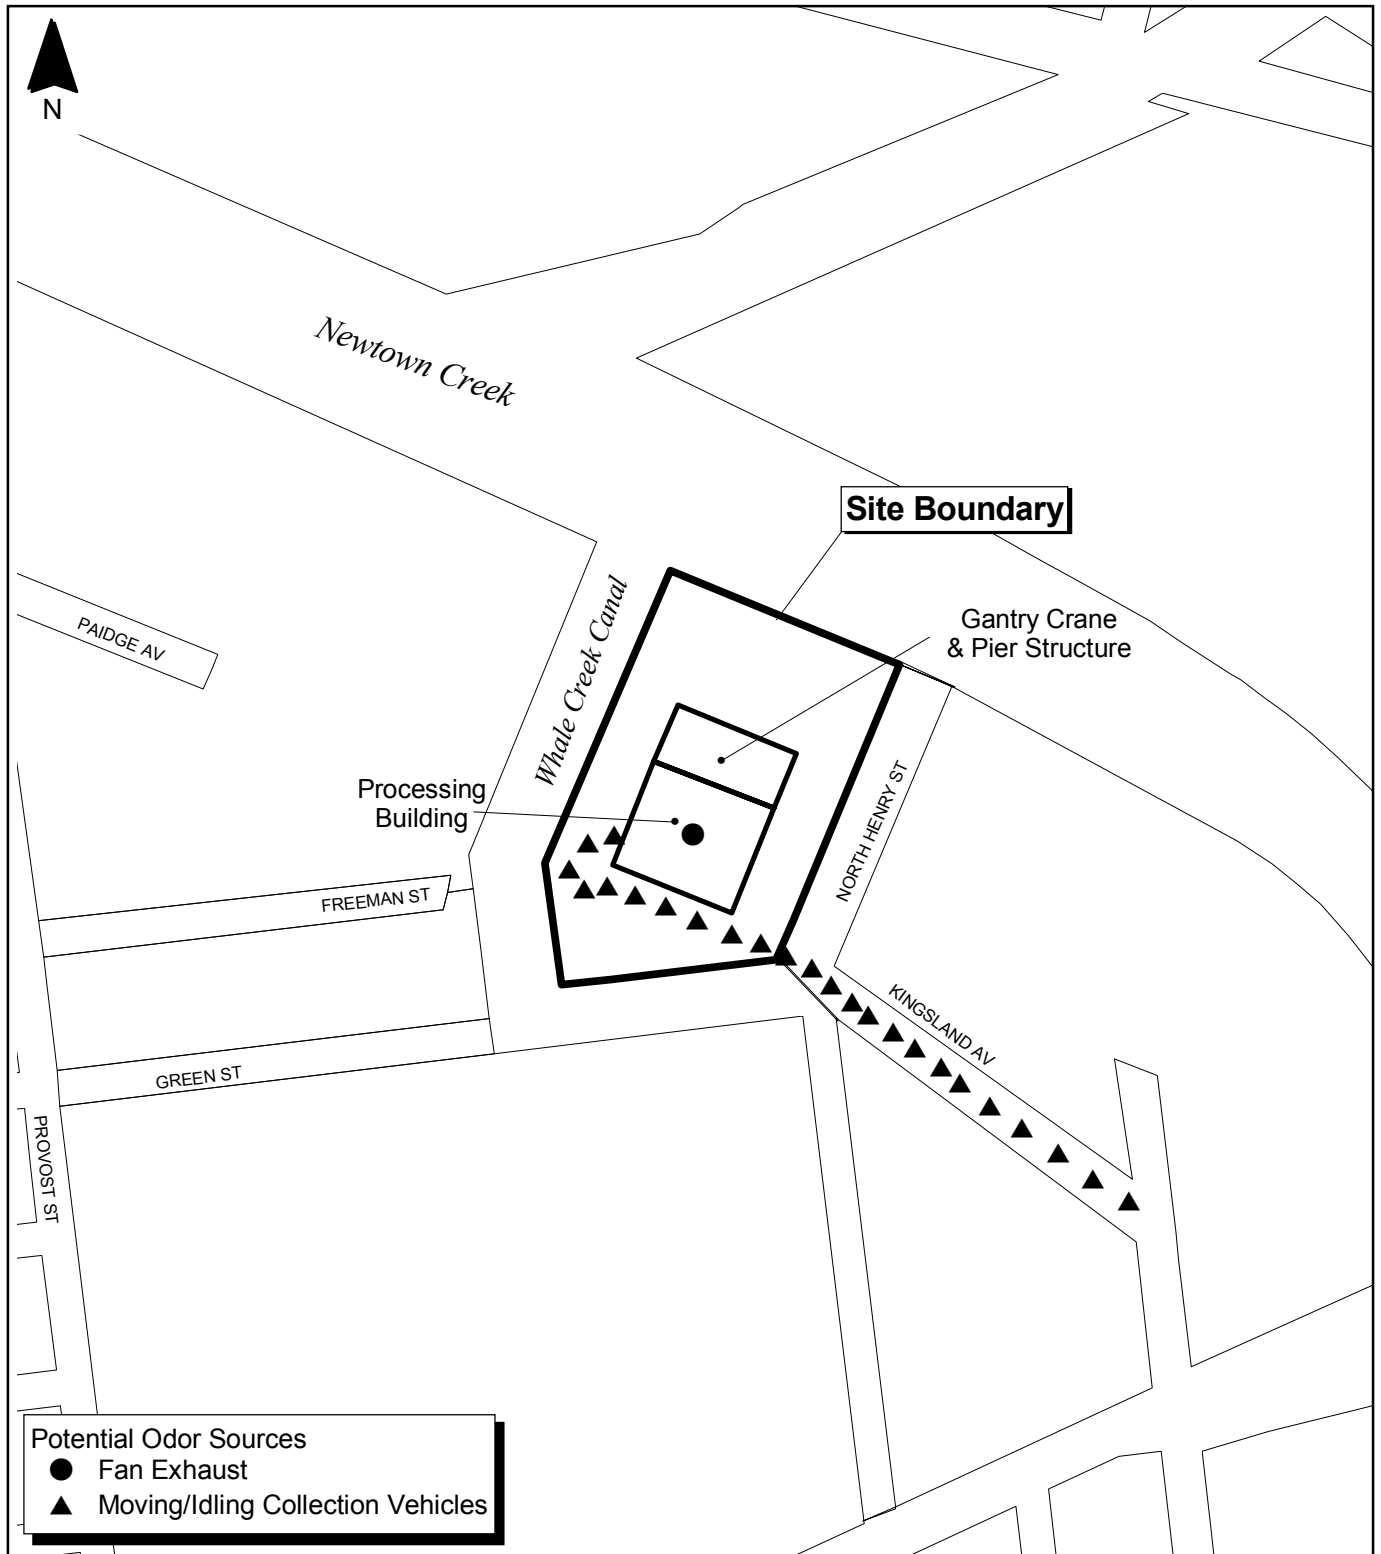 N
Newtown Creek
Site Boundary
Gantry Crane
& Pier Structure
PAIDGE AV
Whale Creek Canal
Processing
Building
NORTH HENRY ST
FREEMAN ST
KINGSLAND AV
GREEN ST
PROVOST ST
Potential Odor Sources
Fan Exhaust
Moving/Idling Collection Vehicles